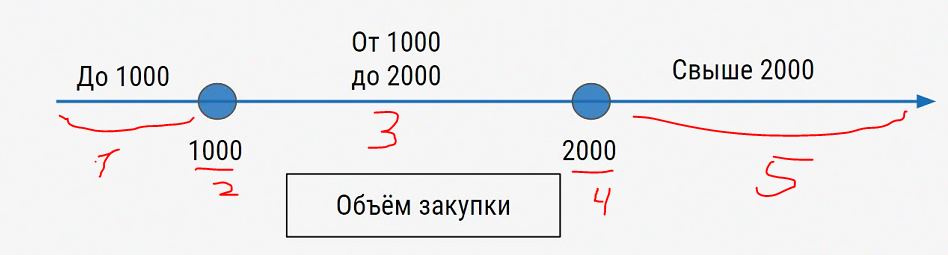 До 1000
От 1000
до 2000
Свыше 2000
1
1000
2
3
2000
4
5
Объём закупки